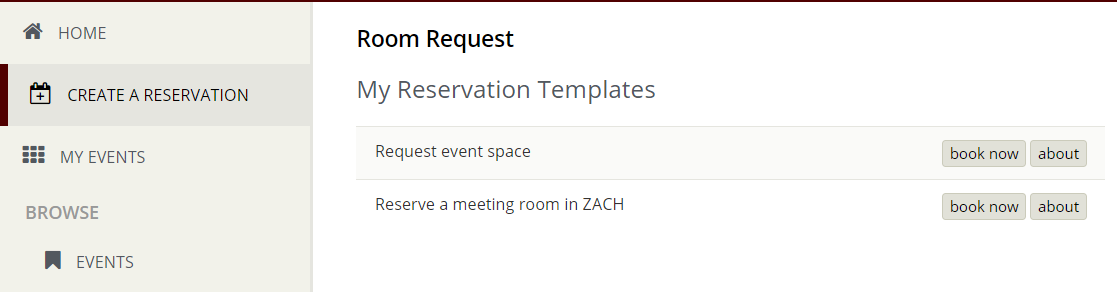 HOME
CREATE A RESERVATION
MY EVENTS
BROWSE
EVENTS
Room Request
My Reservation Templates
Request event space book now about
Reserve a meeting room in ZACH book now about